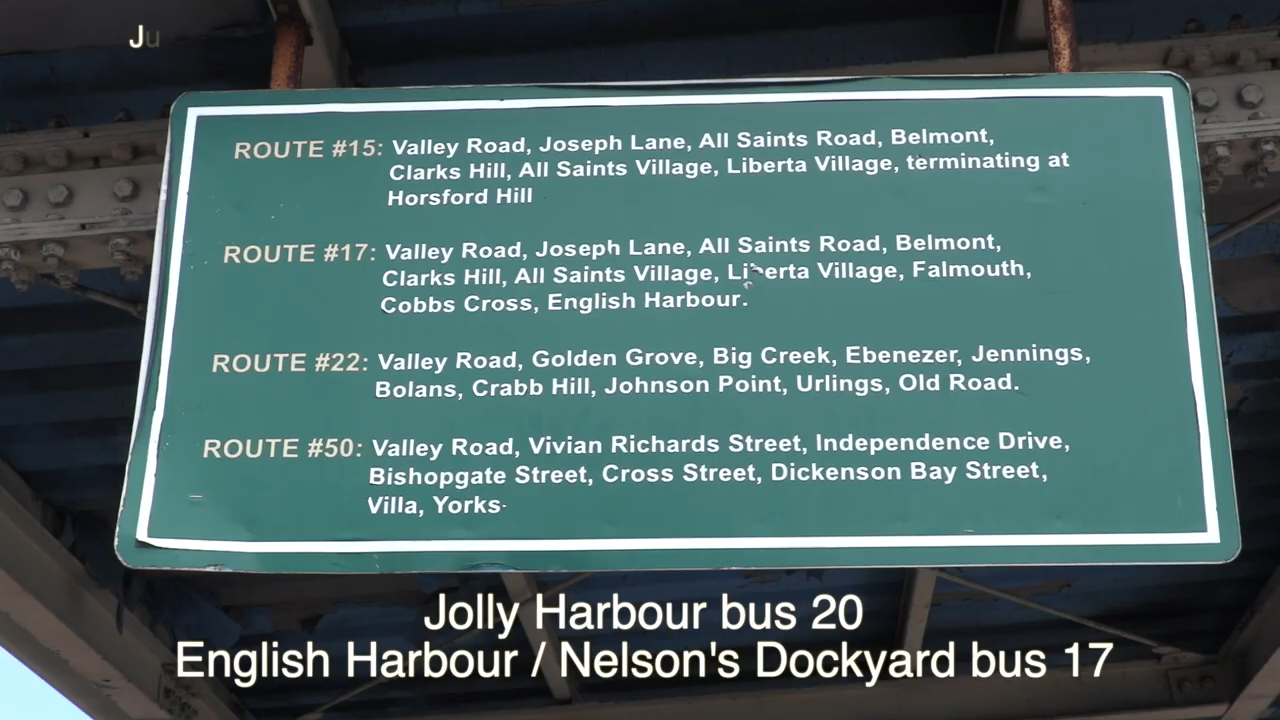 Ju
ROUTE #15: Valley Road, Joseph Lane, All Saints Road, Belmont,
Clarks Hill, All Saints Village, Liberta Village, terminating at
Horsford Hill
ROUTE #17: Valley Road, Joseph Lane, All Saints Road, Belmont,
Clarks Hill, All Saints Village, Liberta Village, Falmouth,
Cobbs Cross, English Harbour.
ROUTE #22: Valley Road, Golden Grove, Big Creek, Ebenezer, Jennings,
Bolans, Crabb Hill, Johnson Point, Urlings, Old Road.
ROUTE #50: Valley Road, Vivian Richards Street, Independence Drive,
Bishopgate Street, Cross Street, Dickenson Bay Street,
Villa, Yorks.
Jolly Harbour bus 20
English Harbour / Nelson's Dockyard bus 17